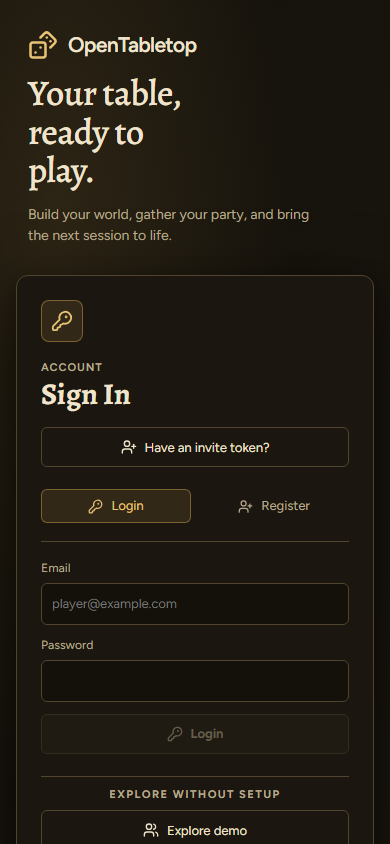 OpenTabletop
Your table,
ready to
play.
Build your world, gather your party, and bring
the next session to life.
ACCOUNT
Sign In
Have an invite token?
Login
Register
Email
player@example.com
Password
Login
EXPLORE WITHOUT SETUP
Explore demo